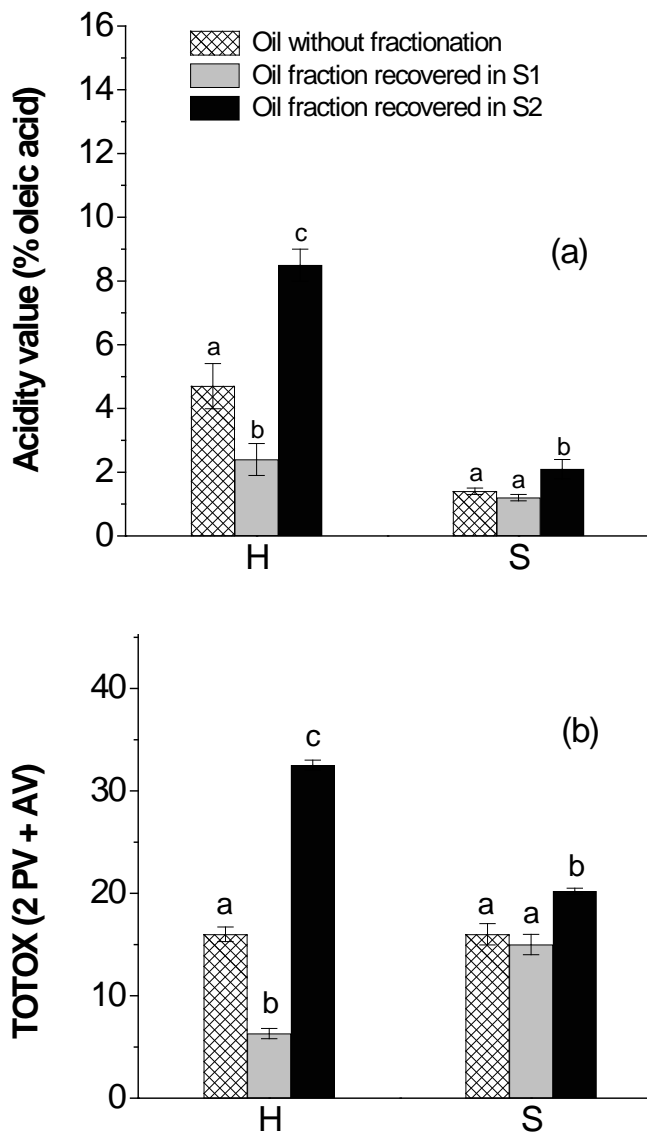 16
14
12
10
8
6
4
2
0
Acidity value (% oleic acid)
Oil without fractionation
Oil fraction recovered in S1
Oil fraction recovered in S2
(a)
a
b
c
a
a
b
H
S
40
30
20
10
0
TOTOX (2 PV + AV)
(b)
a
b
c
a
a
b
H
S